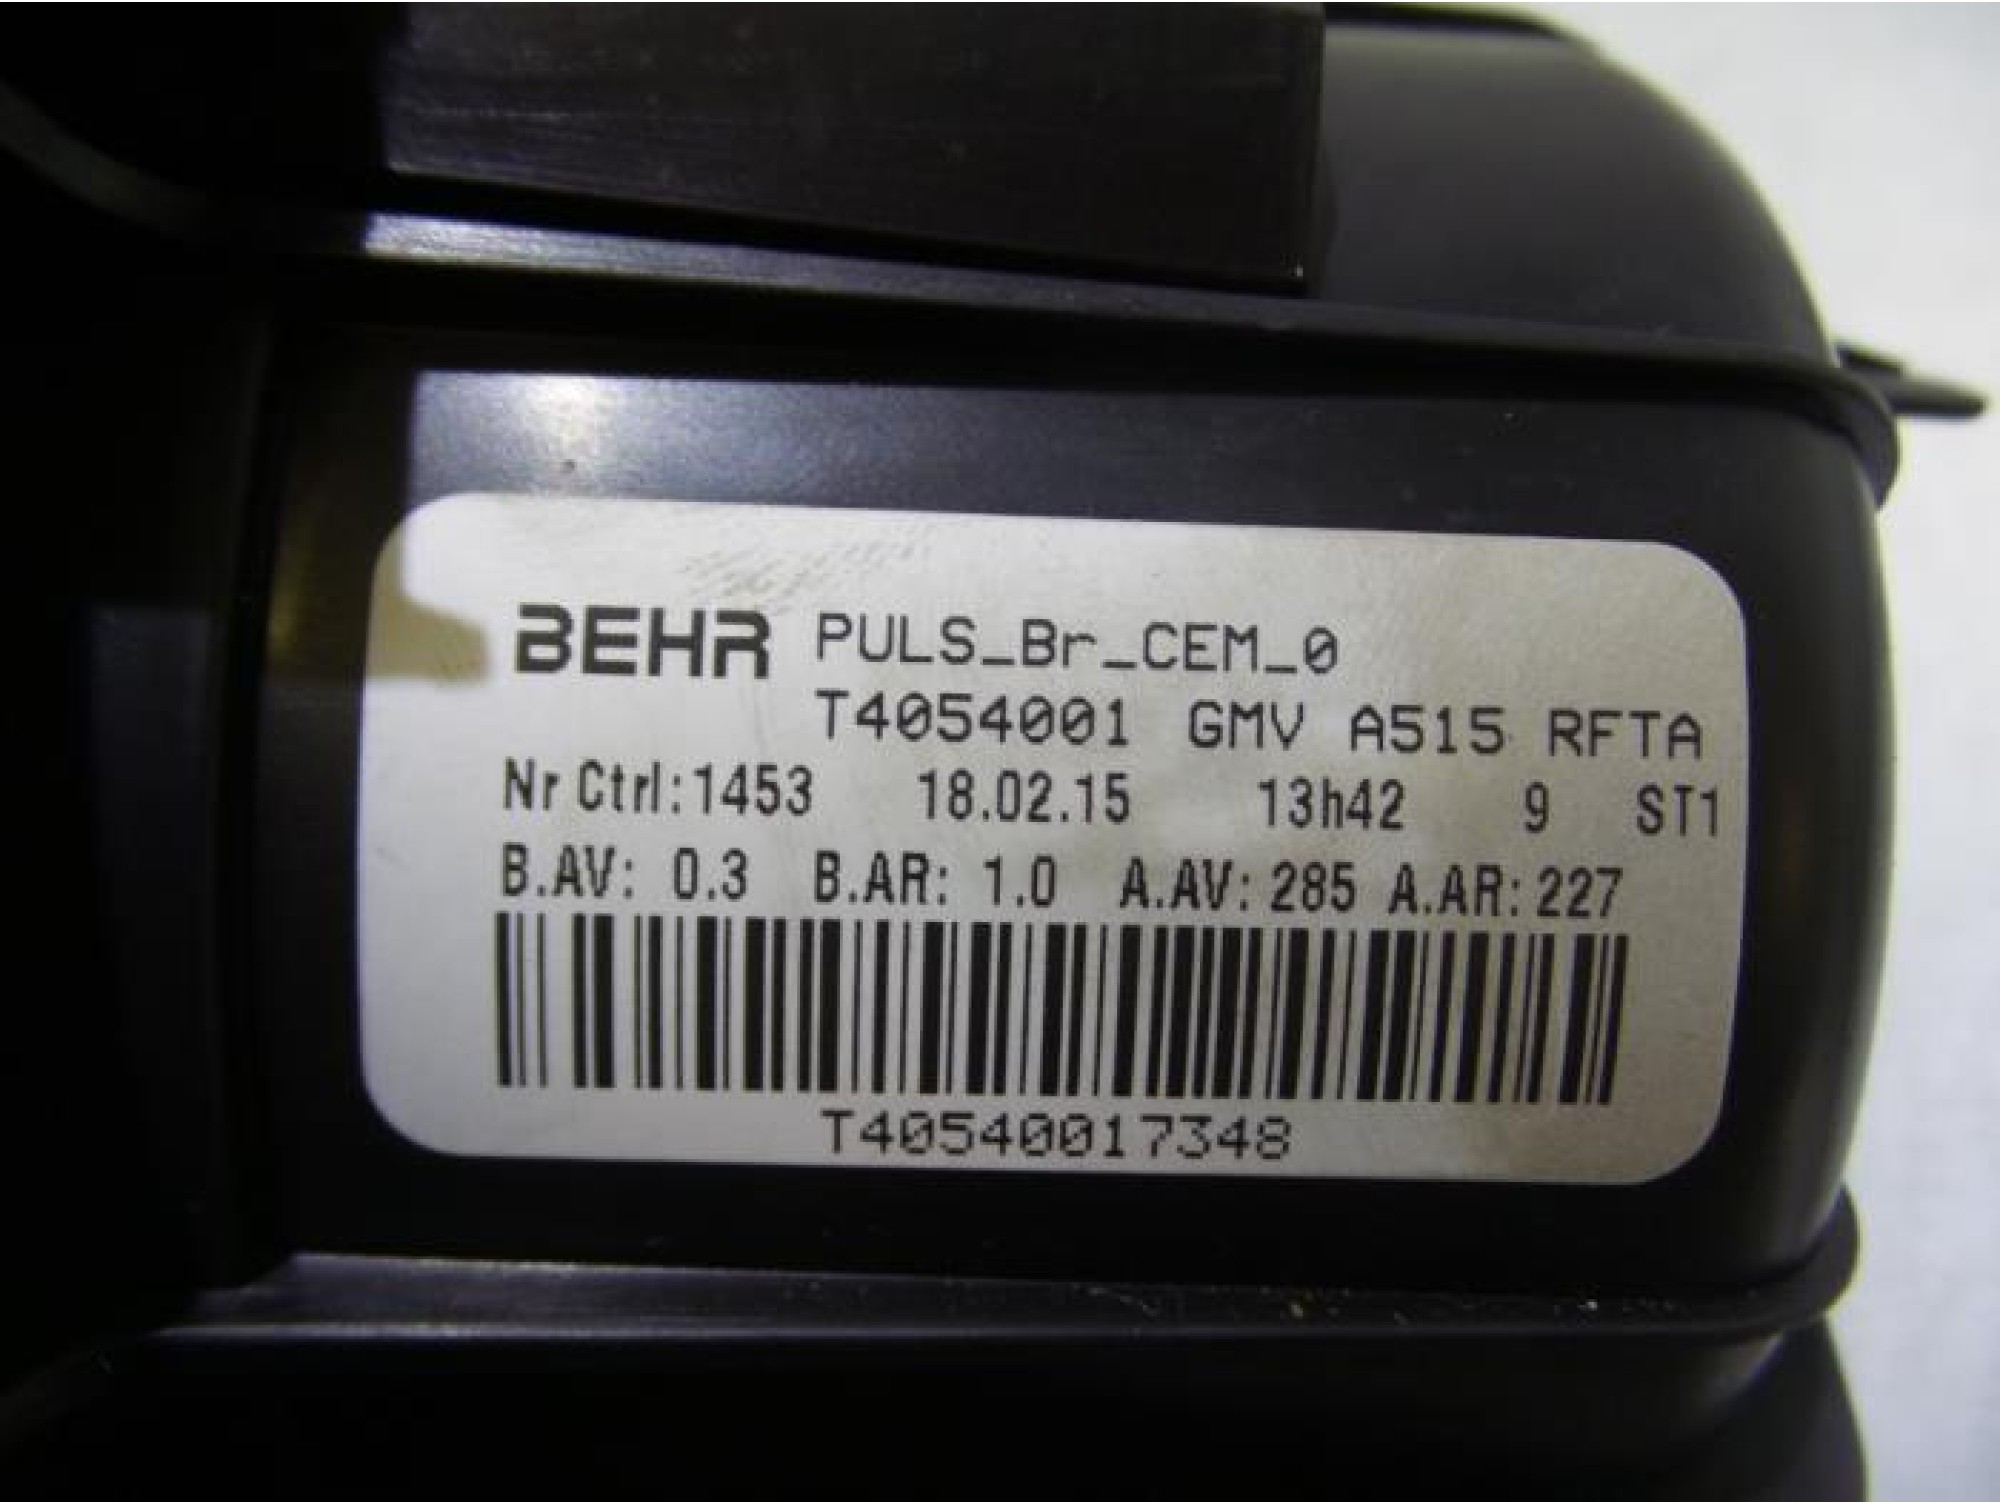 BEHR PULS_Br_CEM_0
T4054001 GMV A515 RFTA
Nr Ctrl:1453 18.02.15 13h42 9 ST1
B.AV: 0.3 B.AR: 1.0 A.AV: 285 A.AR: 227
T40540017348